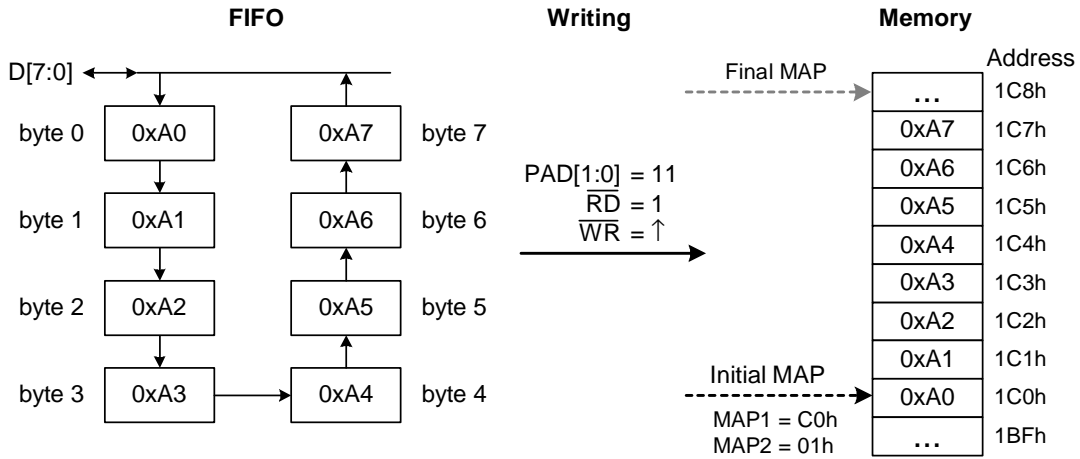 FIFO Writing Memory
Address
D[7:0]
Final MAP
... 1C8h
byte 0 0xA0 0xA7 byte 7
0xA7 1C7h
0xA6 1C6h
PAD[1:0] = 11
RD = 1
WR = ↑
byte 1 0xA1 0xA6 byte 6
0xA5 1C5h
0xA4 1C4h
0xA3 1C3h
byte 2 0xA2 0xA5 byte 5
0xA2 1C2h
0xA1 1C1h
byte 3 0xA3 0xA4 byte 4
Initial MAP
0xA0 1C0h
MAP1 = C0h
MAP2 = 01h
... 1BFh